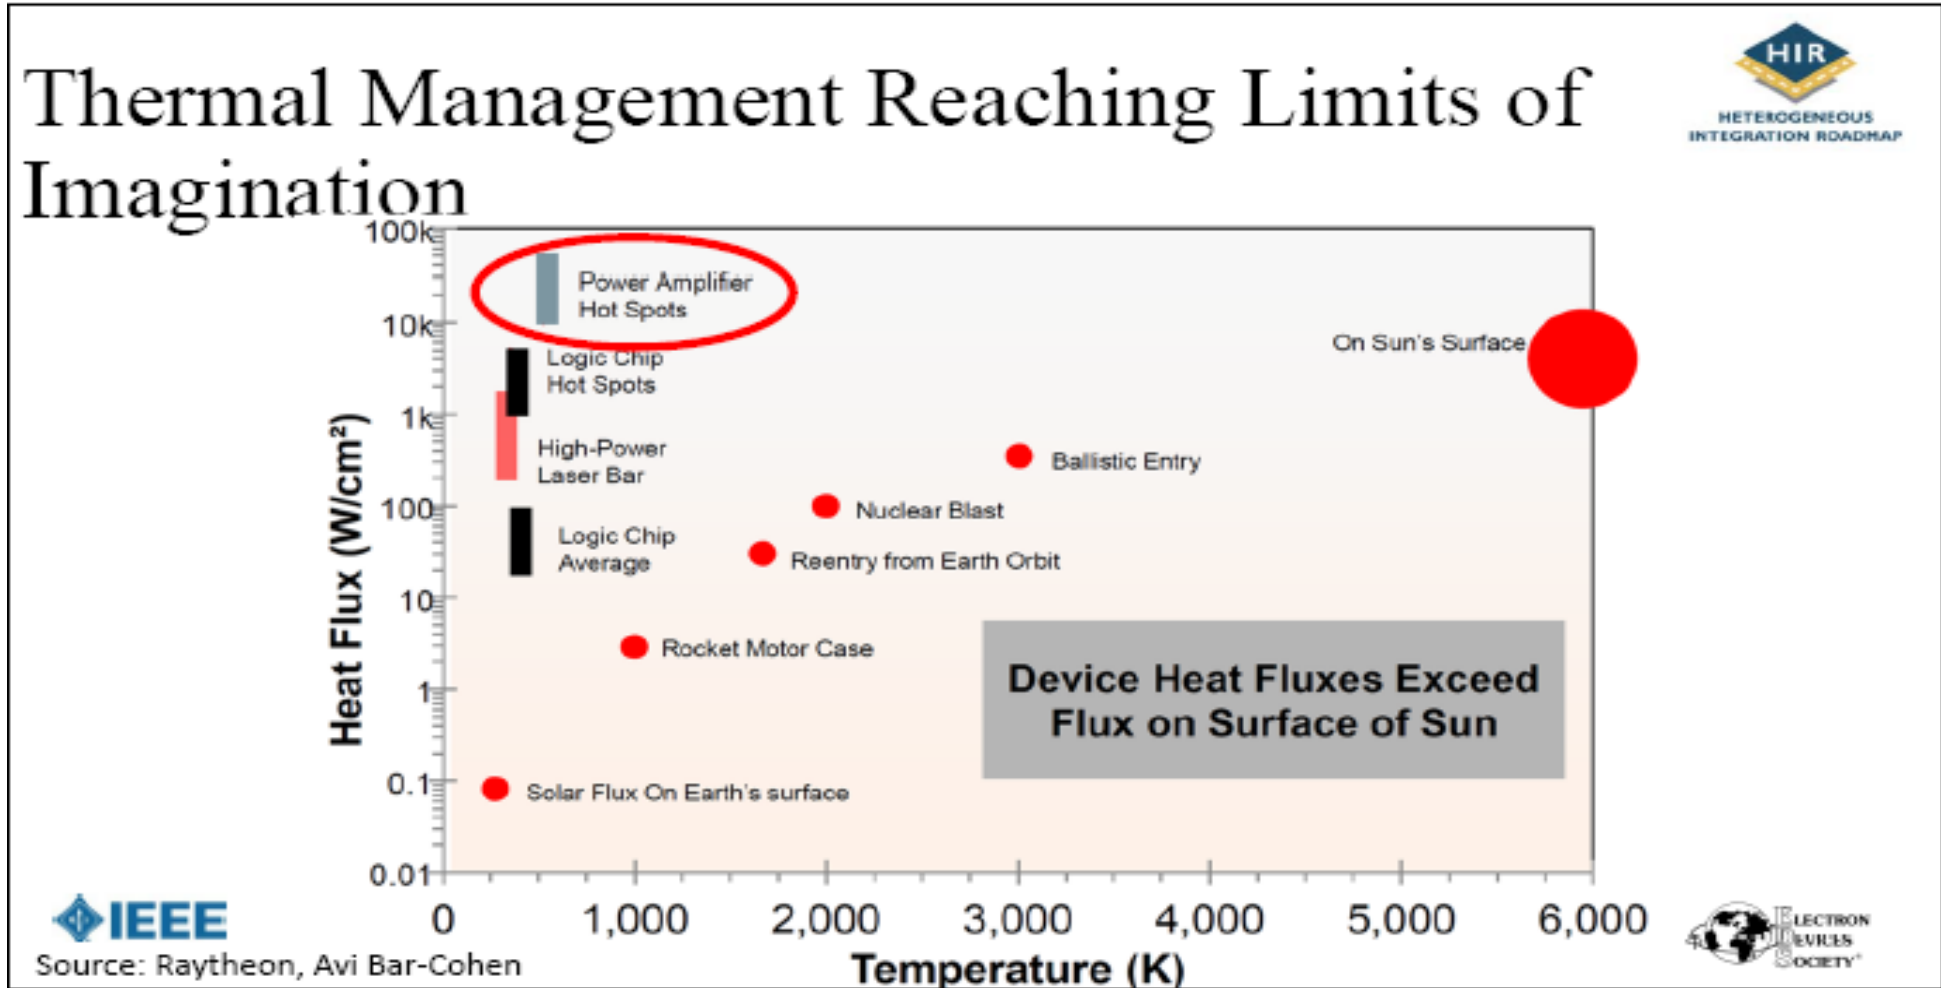 Thermal Management Reaching Limits of
Imagination
HIR
HETEROGENEOUS
INTEGRATION ROADMAP
100k
10k
1k
100
10
1
0.1
0.01
Heat Flux (W/cm²)
Power Amplifier
Hot Spots
Logic Chip
Hot Spots
High-Power
Laser Bar
Logic Chip
Average
On Sun's Surface
Ballistic Entry
Nuclear Blast
Reentry from Earth Orbit
Rocket Motor Case
Solar Flux On Earth's surface
Device Heat Fluxes Exceed
Flux on Surface of Sun
0 1,000 2,000 3,000 4,000 5,000 6,000
Temperature (K)
IEEE
Source: Raytheon, Avi Bar-Cohen
ELECTRON
DEVICES
SOCIETY